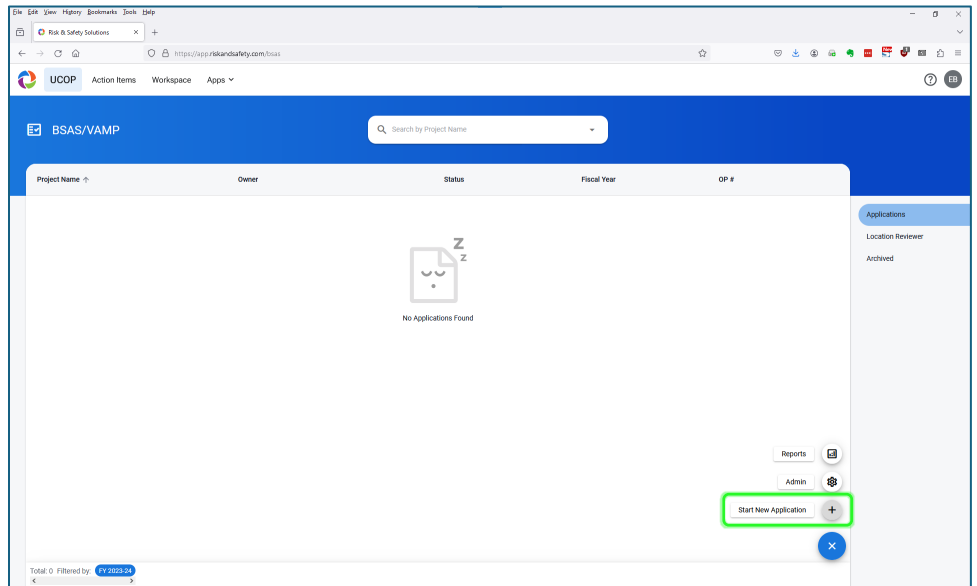 File Edit View History Bookmarks Tools Help
Risk & Safety Solutions
https://app.riskandsafety.com/bsas
UCOP Action Items Workspace Apps
EB
BSAS/VAMP
Search by Project Name
Project Name Owner Status Fiscal Year OP #
Applications
Location Reviewer
Archived
Z
z
No Applications Found
Reports
Admin
Start New Application
Total: 0 Filtered by: FY 2023-24